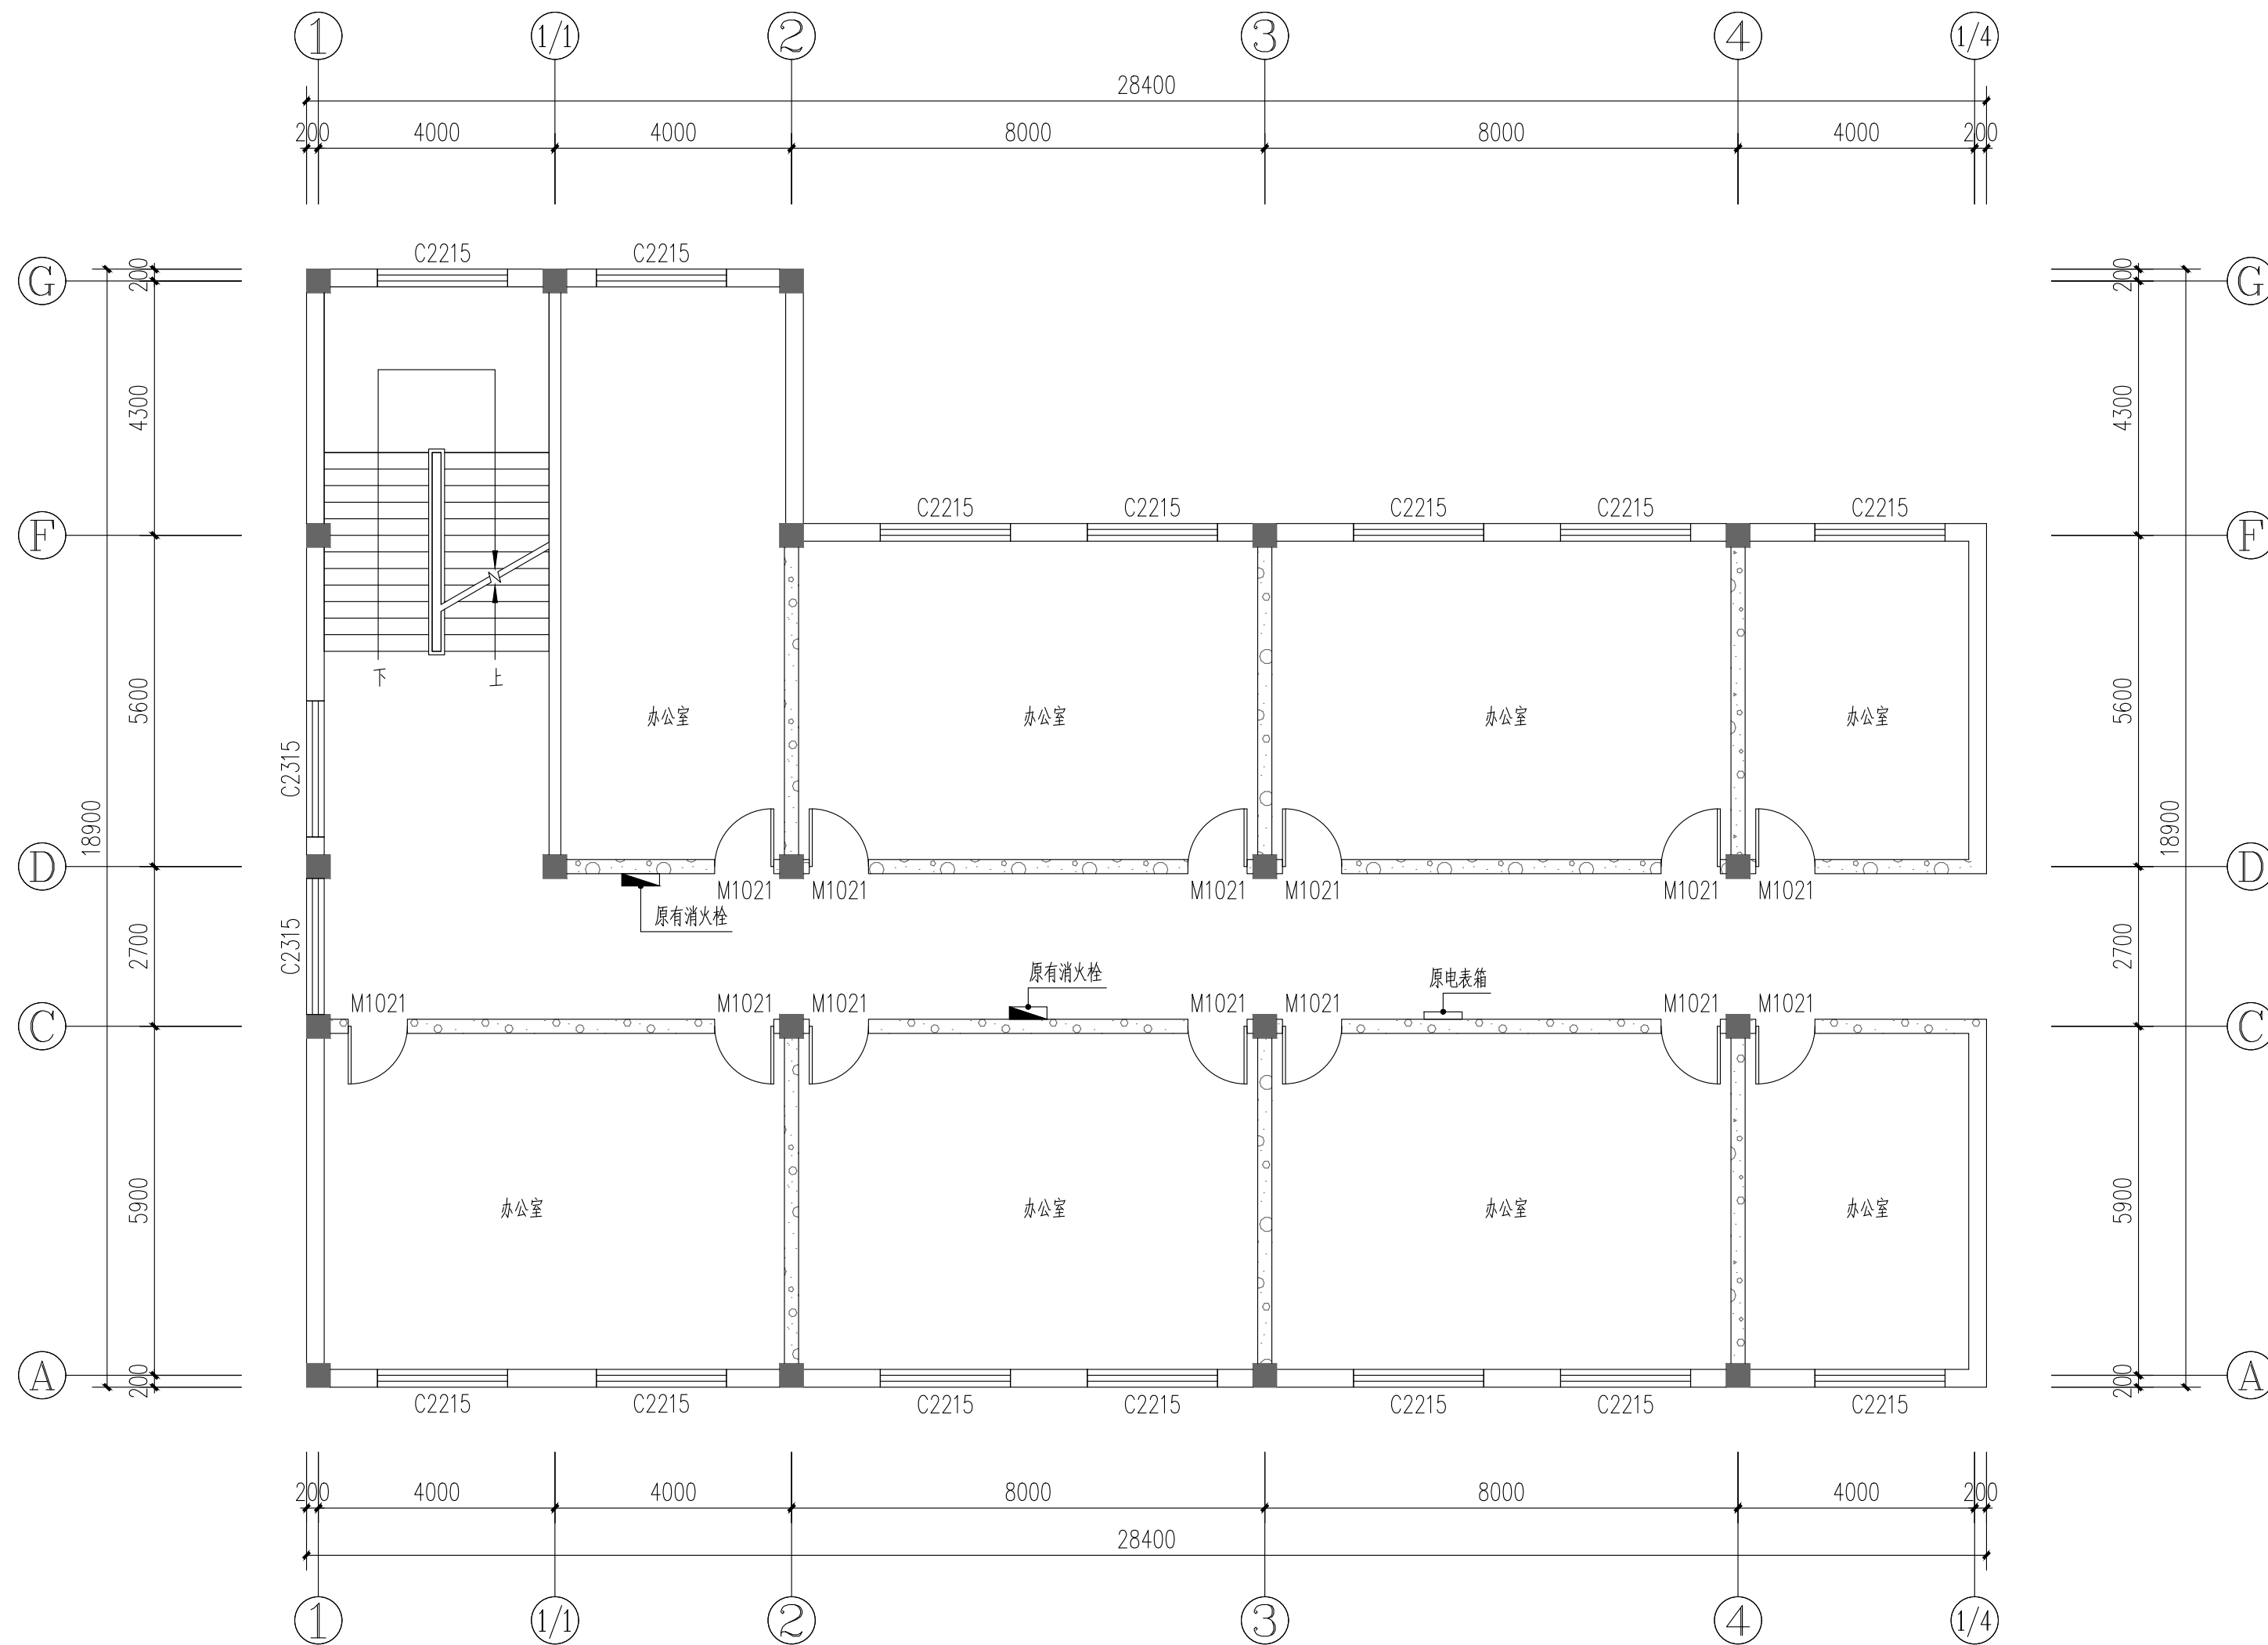 1 1/1 2 3 4 1/4
28400
200 4000 4000 8000 8000 4000 200
C2215 C2215
G 200 200 G
4300 4300
C2215 C2215 C2215 C2215 C2215
F F
下 上
5600 办公室 办公室 办公室 办公室 5600
C2315
18900 18900
D D
M1021 M1021 M1021 M1021 M1021 M1021
原有消火栓
2700 C2315 2700
原有消火栓 原电表箱
M1021 M1021 M1021 M1021 M1021 M1021 M1021
C C
5900 办公室 办公室 办公室 办公室 5900
A 200 200 A
C2215 C2215 C2215 C2215 C2215 C2215 C2215
200 4000 4000 8000 8000 4000 200
28400
1 1/1 2 3 4 1/4